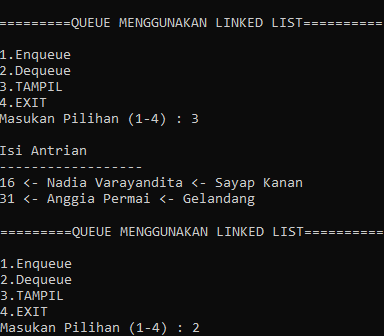 =========QUEUE MENGGUNAKAN LINKED LIST==========
1.Enqueue
2.Dequeue
3.TAMPIL
4.EXIT
Masukan Pilihan (1-4) : 3
Isi Antrian
------------------
16 <- Nadia Varayandita <- Sayap Kanan
31 <- Anggia Permai <- Gelandang
=========QUEUE MENGGUNAKAN LINKED LIST==========
1.Enqueue
2.Dequeue
3.TAMPIL
4.EXIT
Masukan Pilihan (1-4) : 2